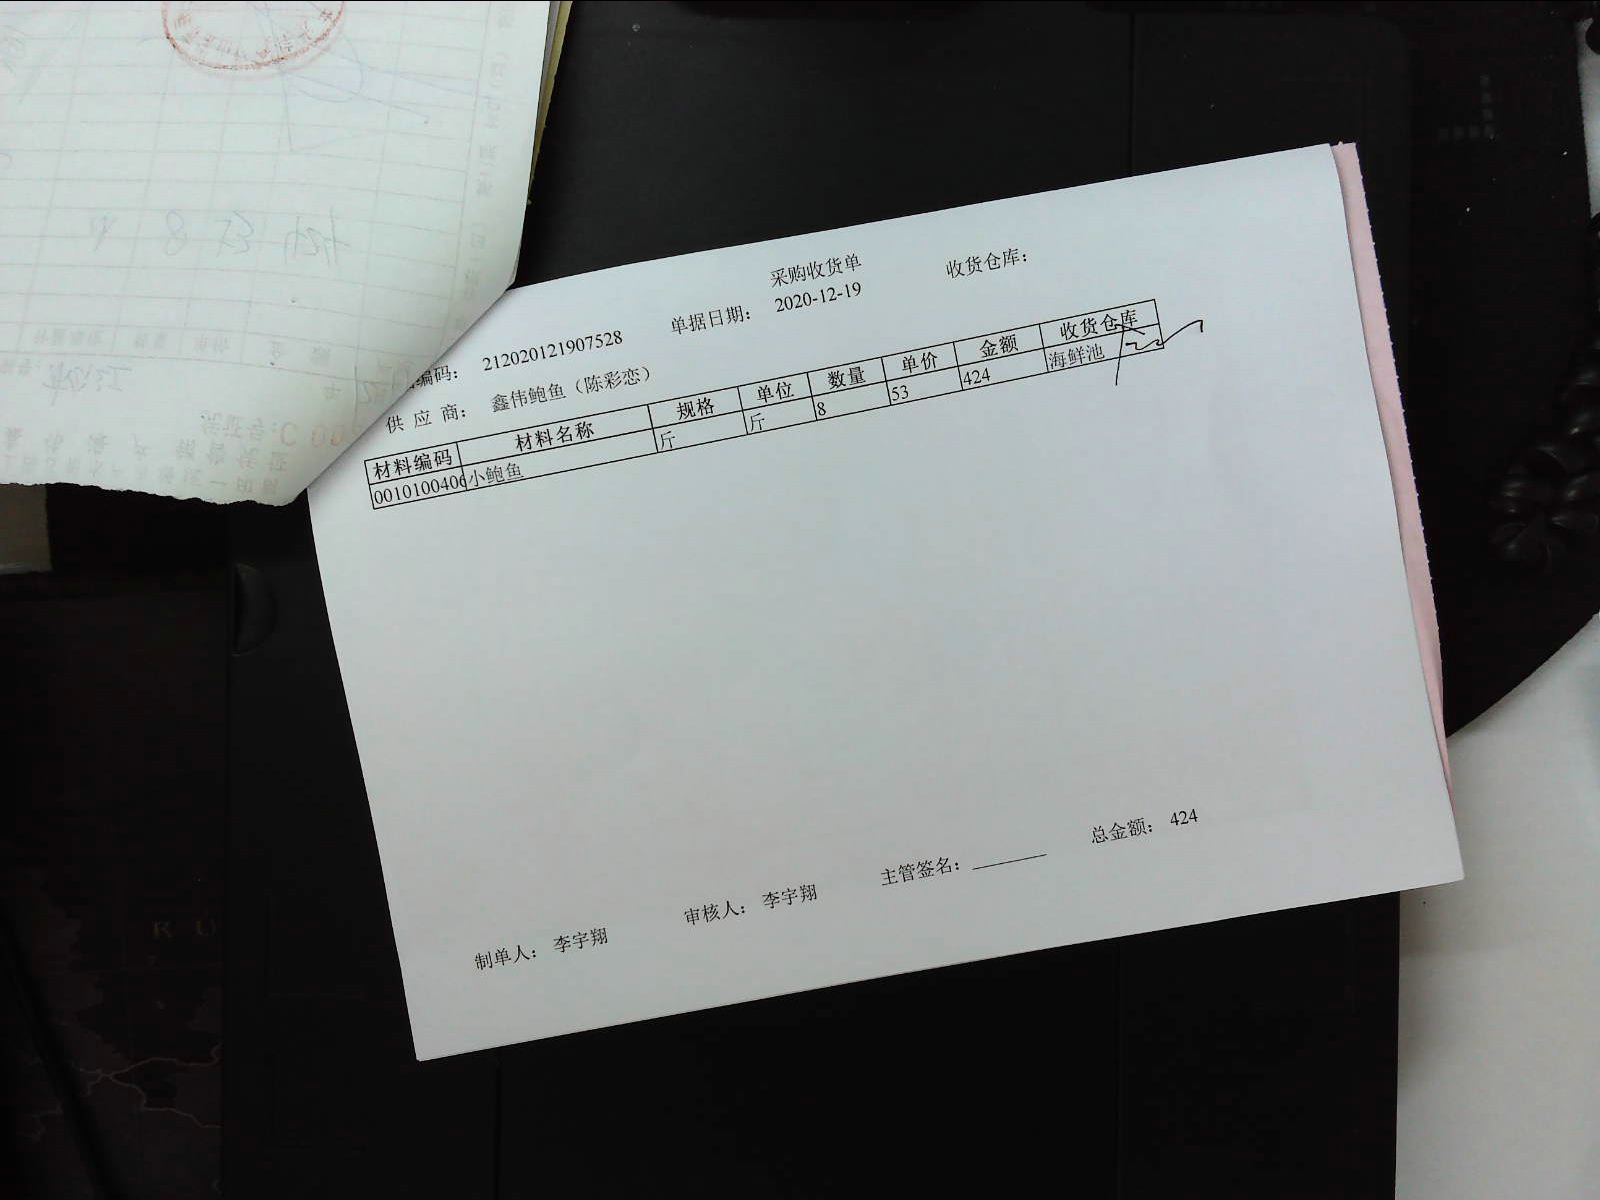 采购收货单
收货仓库：
编码： 212020121907528 单据日期： 2020-12-19
供应商： 鑫伟鲍鱼（陈彩恋）
材料编码 材料名称 规格 单位 数量 单价 金额 收货仓库
0010100406 小鲍鱼 斤 斤 8 53 424 海鲜池
总金额： 424
制单人： 李宇翔 审核人： 李宇翔 主管签名：